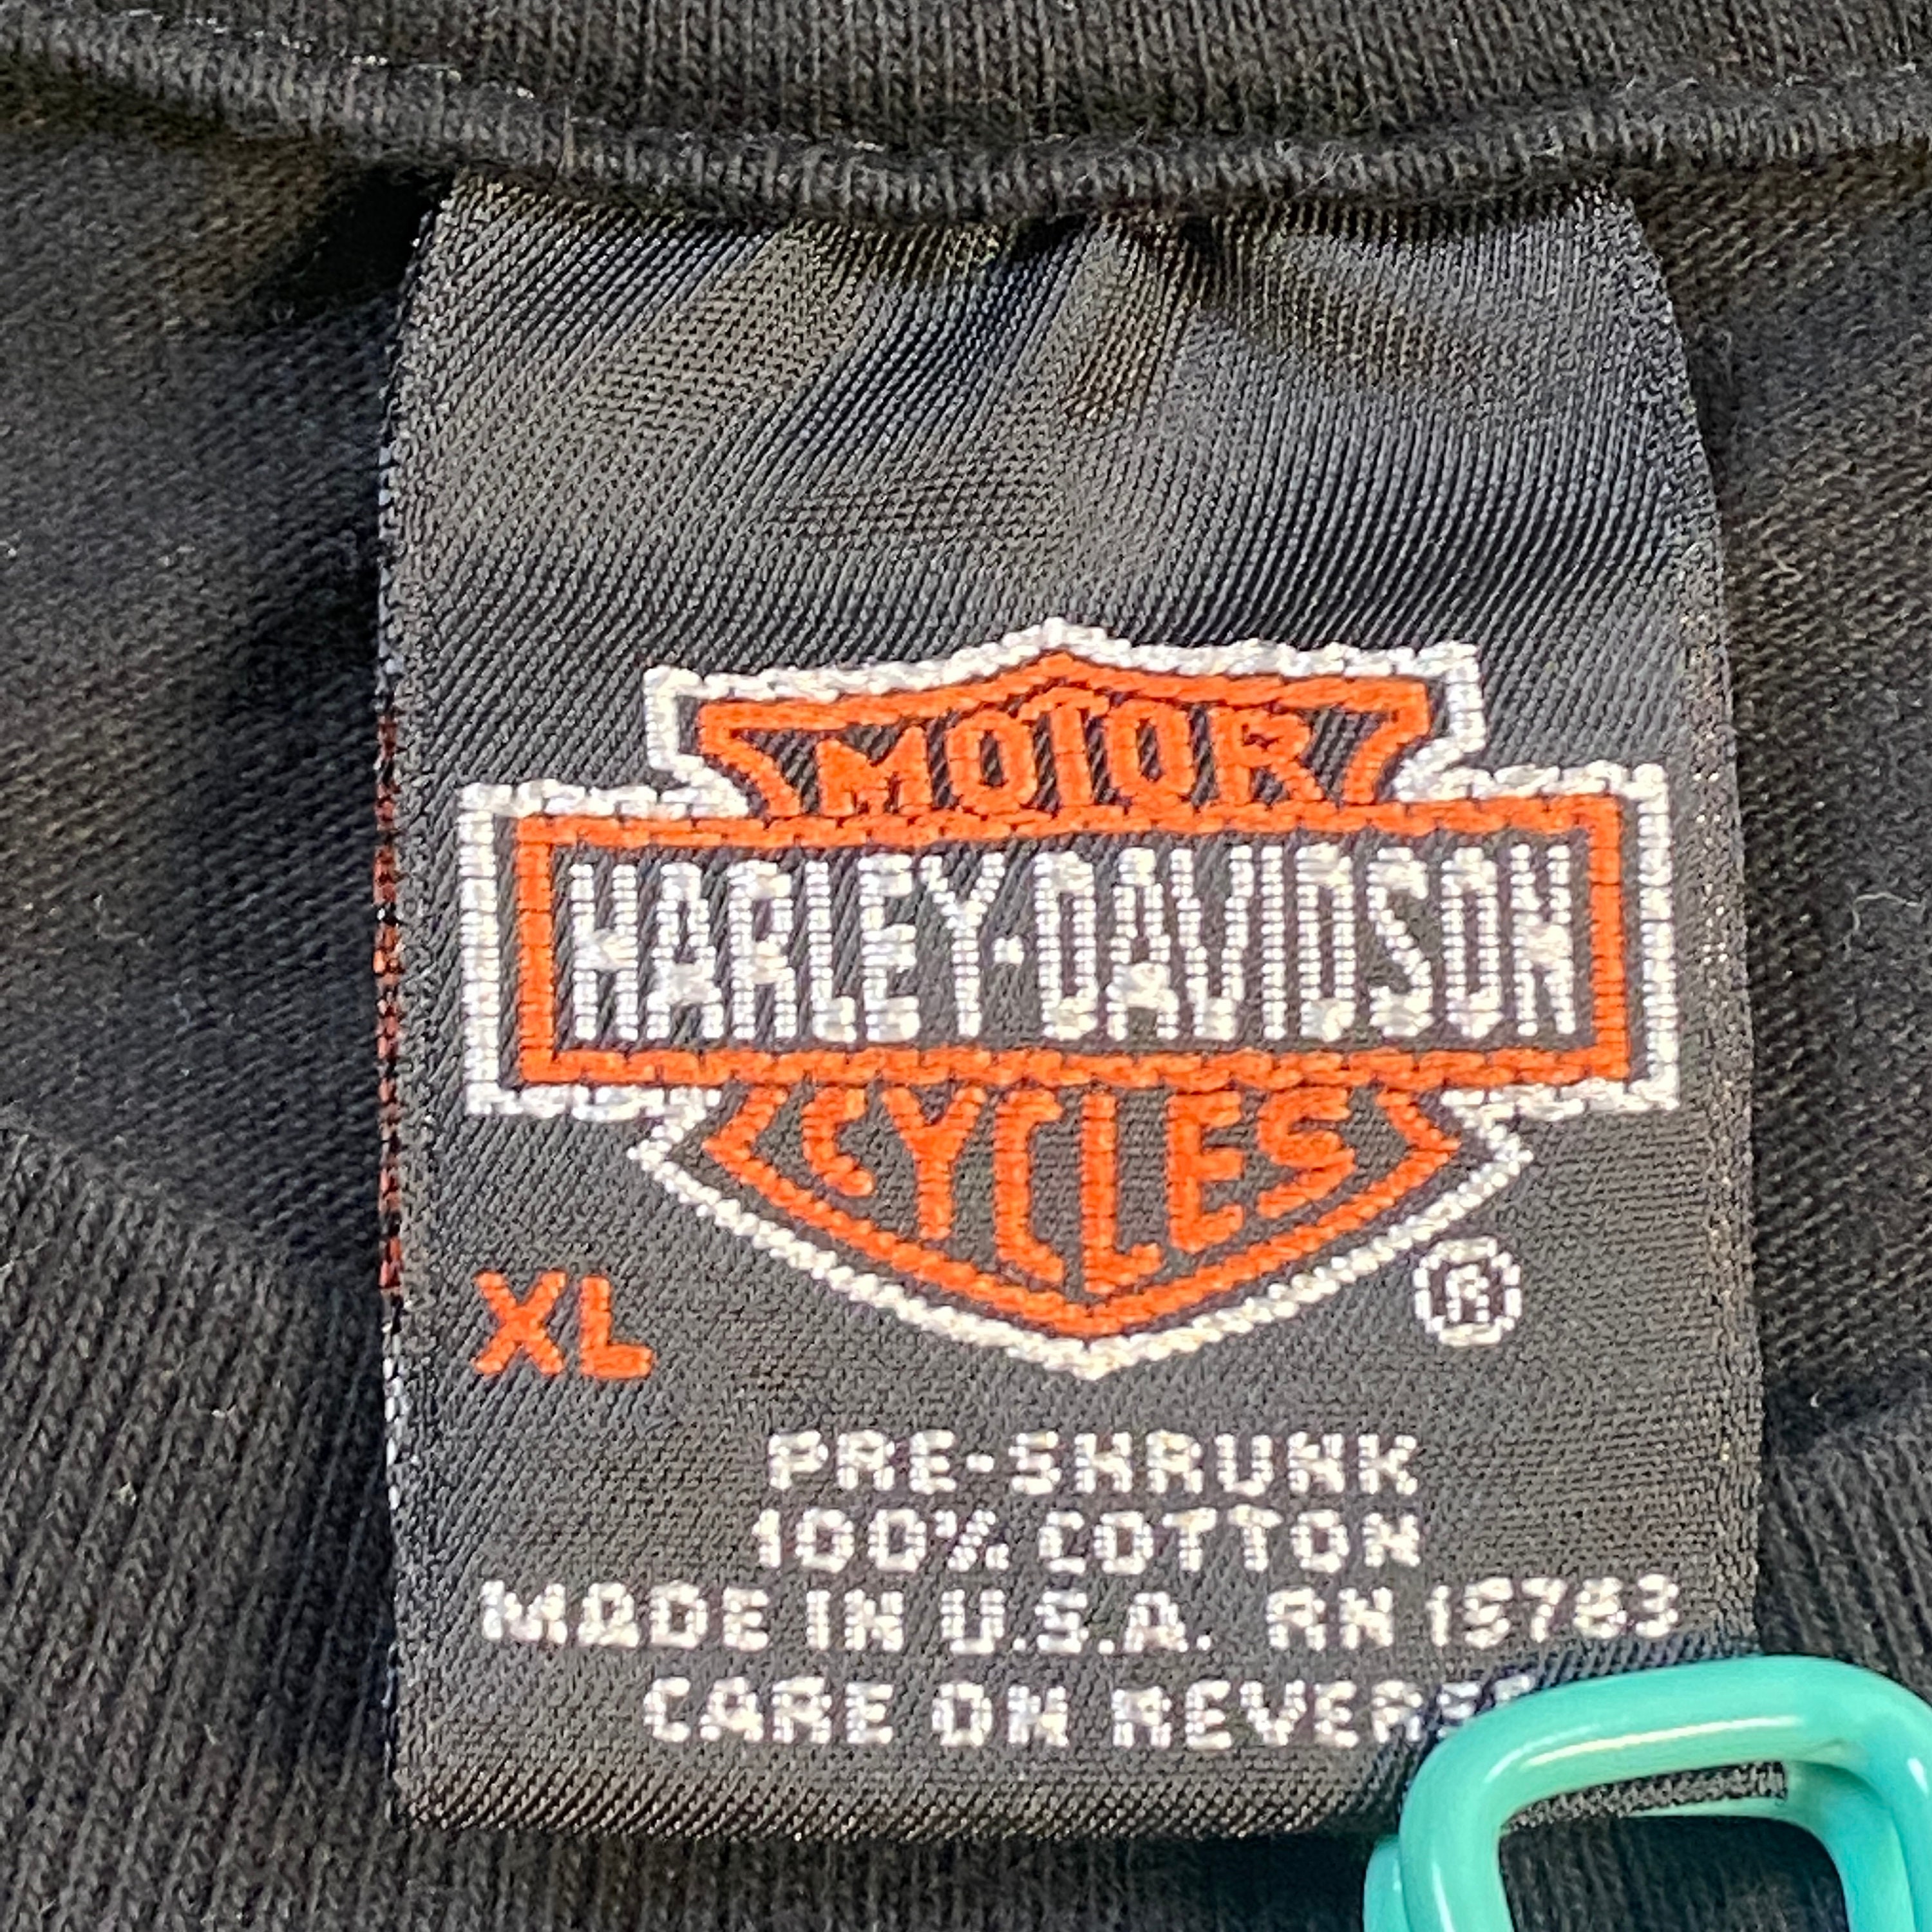 MOTOR
HARLEY-DAVIDSON
CYCLES
®
XL
PRE-SHRUNK
100% COTTON
MADE IN U.S.A. RN 15763
CARE ON